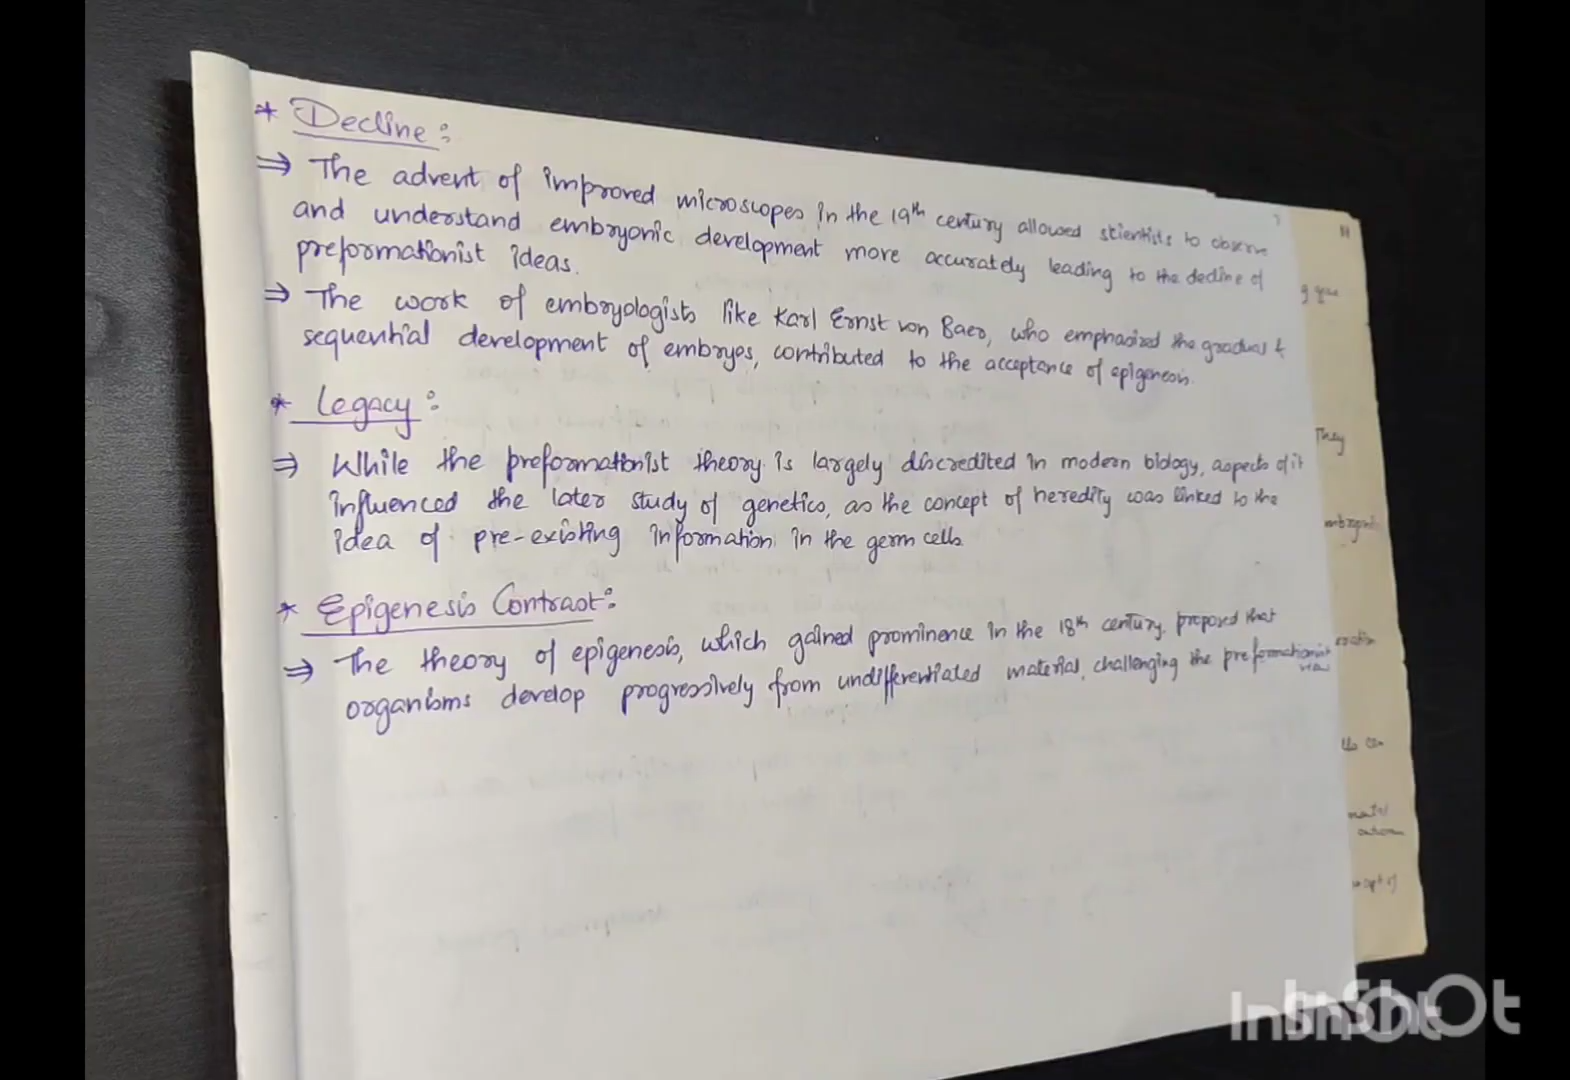 * Decline:
⇒ The advent of improved microscopes in the 19th century allowed scientists to observe
and understand embryonic development more accurately leading to the decline of
preformationist ideas.
⇒ The work of embryologists like Karl Ernst von Baer, who emphasized the gradual &
sequential development of embryos, contributed to the acceptance of epigenesis.
* Legacy:
⇒ While the preformationist theory is largely discredited in modern biology, aspects of it
influenced the later study of genetics, as the concept of heredity was linked to the
idea of pre-existing information in the germ cells.
* Epigenesis Contrast:
⇒ The theory of epigenesis, which gained prominence in the 18th century, proposed that
organisms develop progressively from undifferentiated material, challenging the preformationist
view
They
InShOt